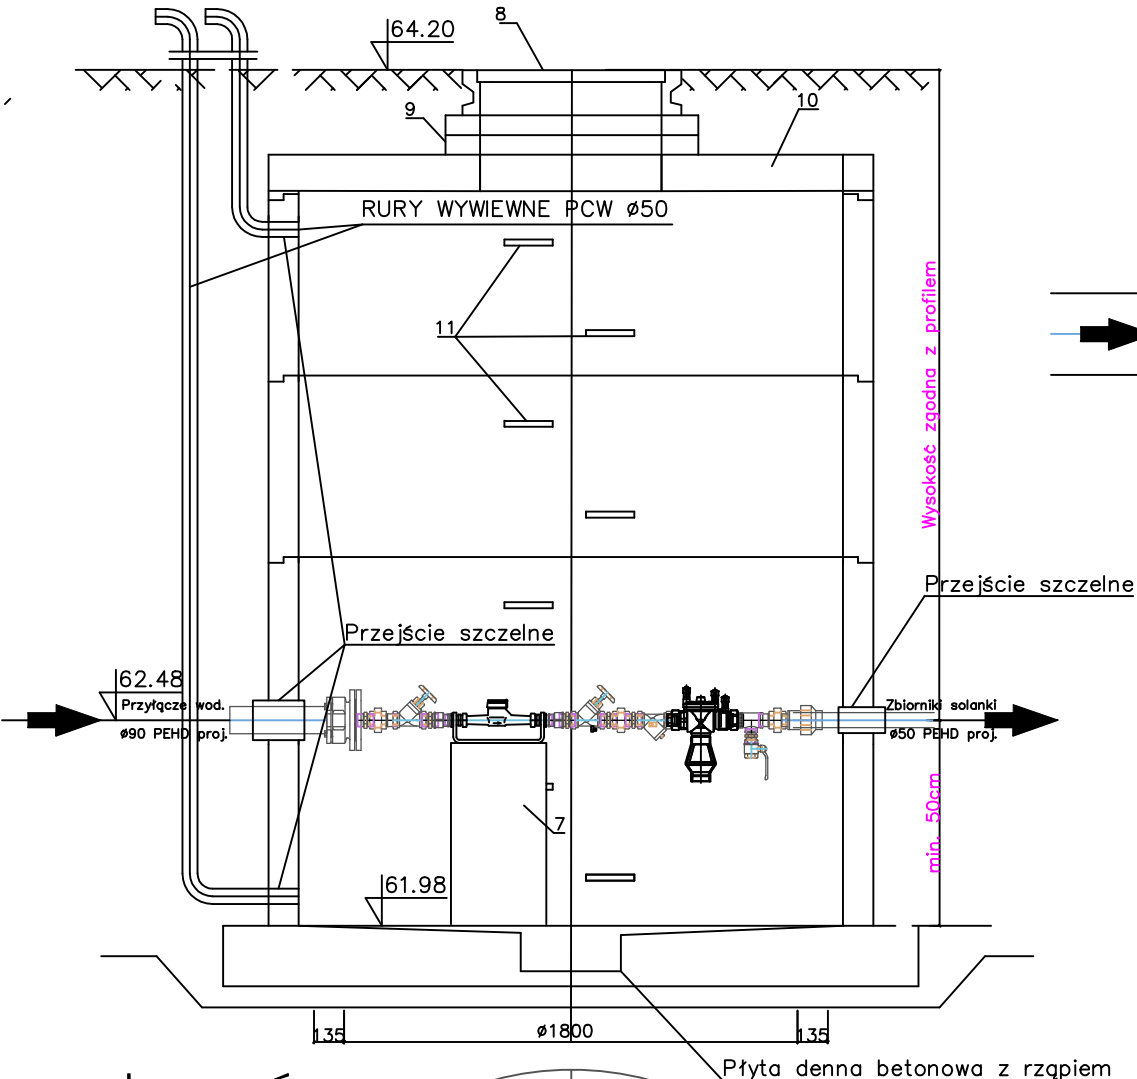 8
64.20
9
10
RURY WYWIEWNE PCW ø50
11
Wysokość zgodna z profilem
Przejście szczelne
Przejście szczelne
62.48
Przyłącze wod.
ø90 PEHD proj.
Zbiorniki solanki
ø50 PEHD proj.
min. 50cm
7
61.98
135
ø1800
135
Płyta denna betonowa z rząpiem